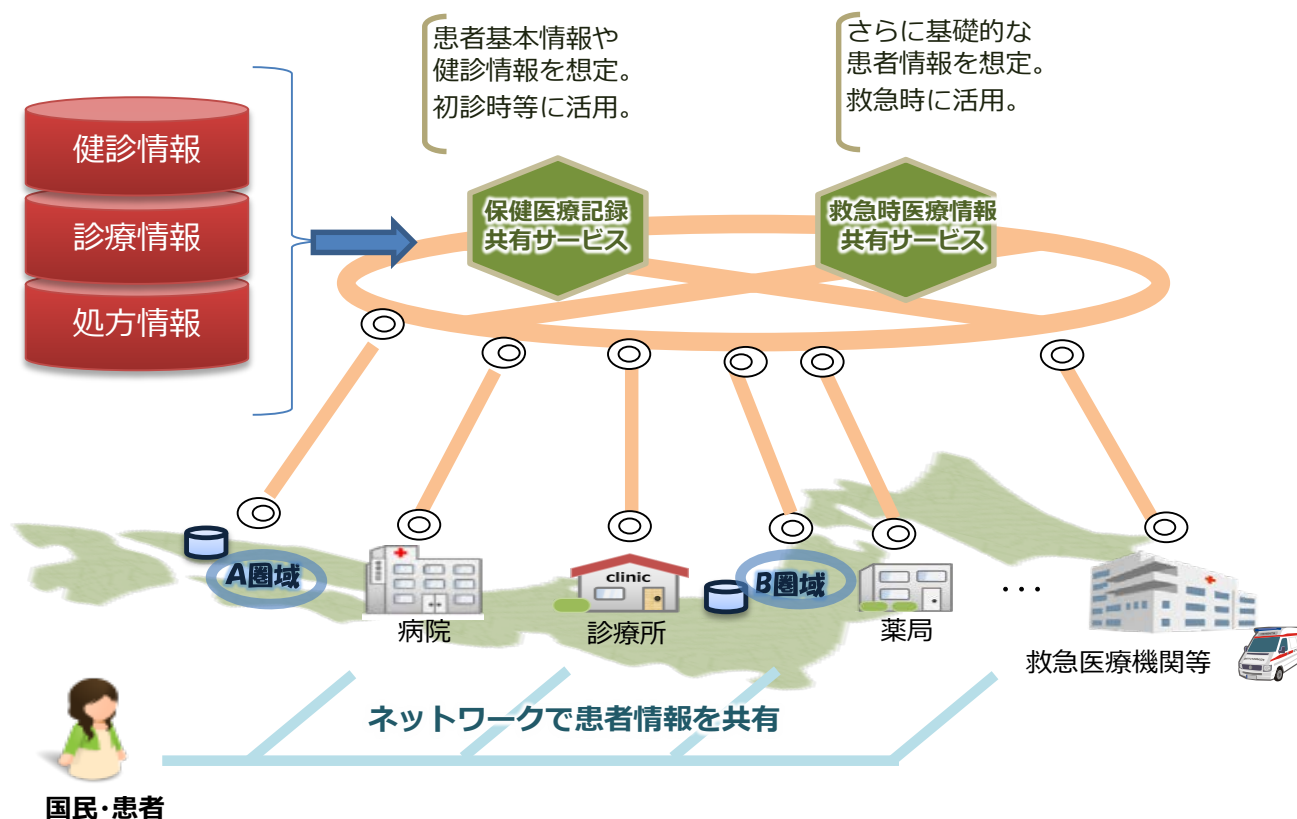 患者基本情報や
健診情報を想定。
初診時等に活用。
さらに基礎的な
患者情報を想定。
救急時に活用。
健診情報
診療情報
処方情報
保健医療記録
共有サービス
救急時医療情報
共有サービス
A圏域
病院
clinic
診療所
B圏域
薬局
・・・
救急医療機関等
ネットワークで患者情報を共有
国民・患者